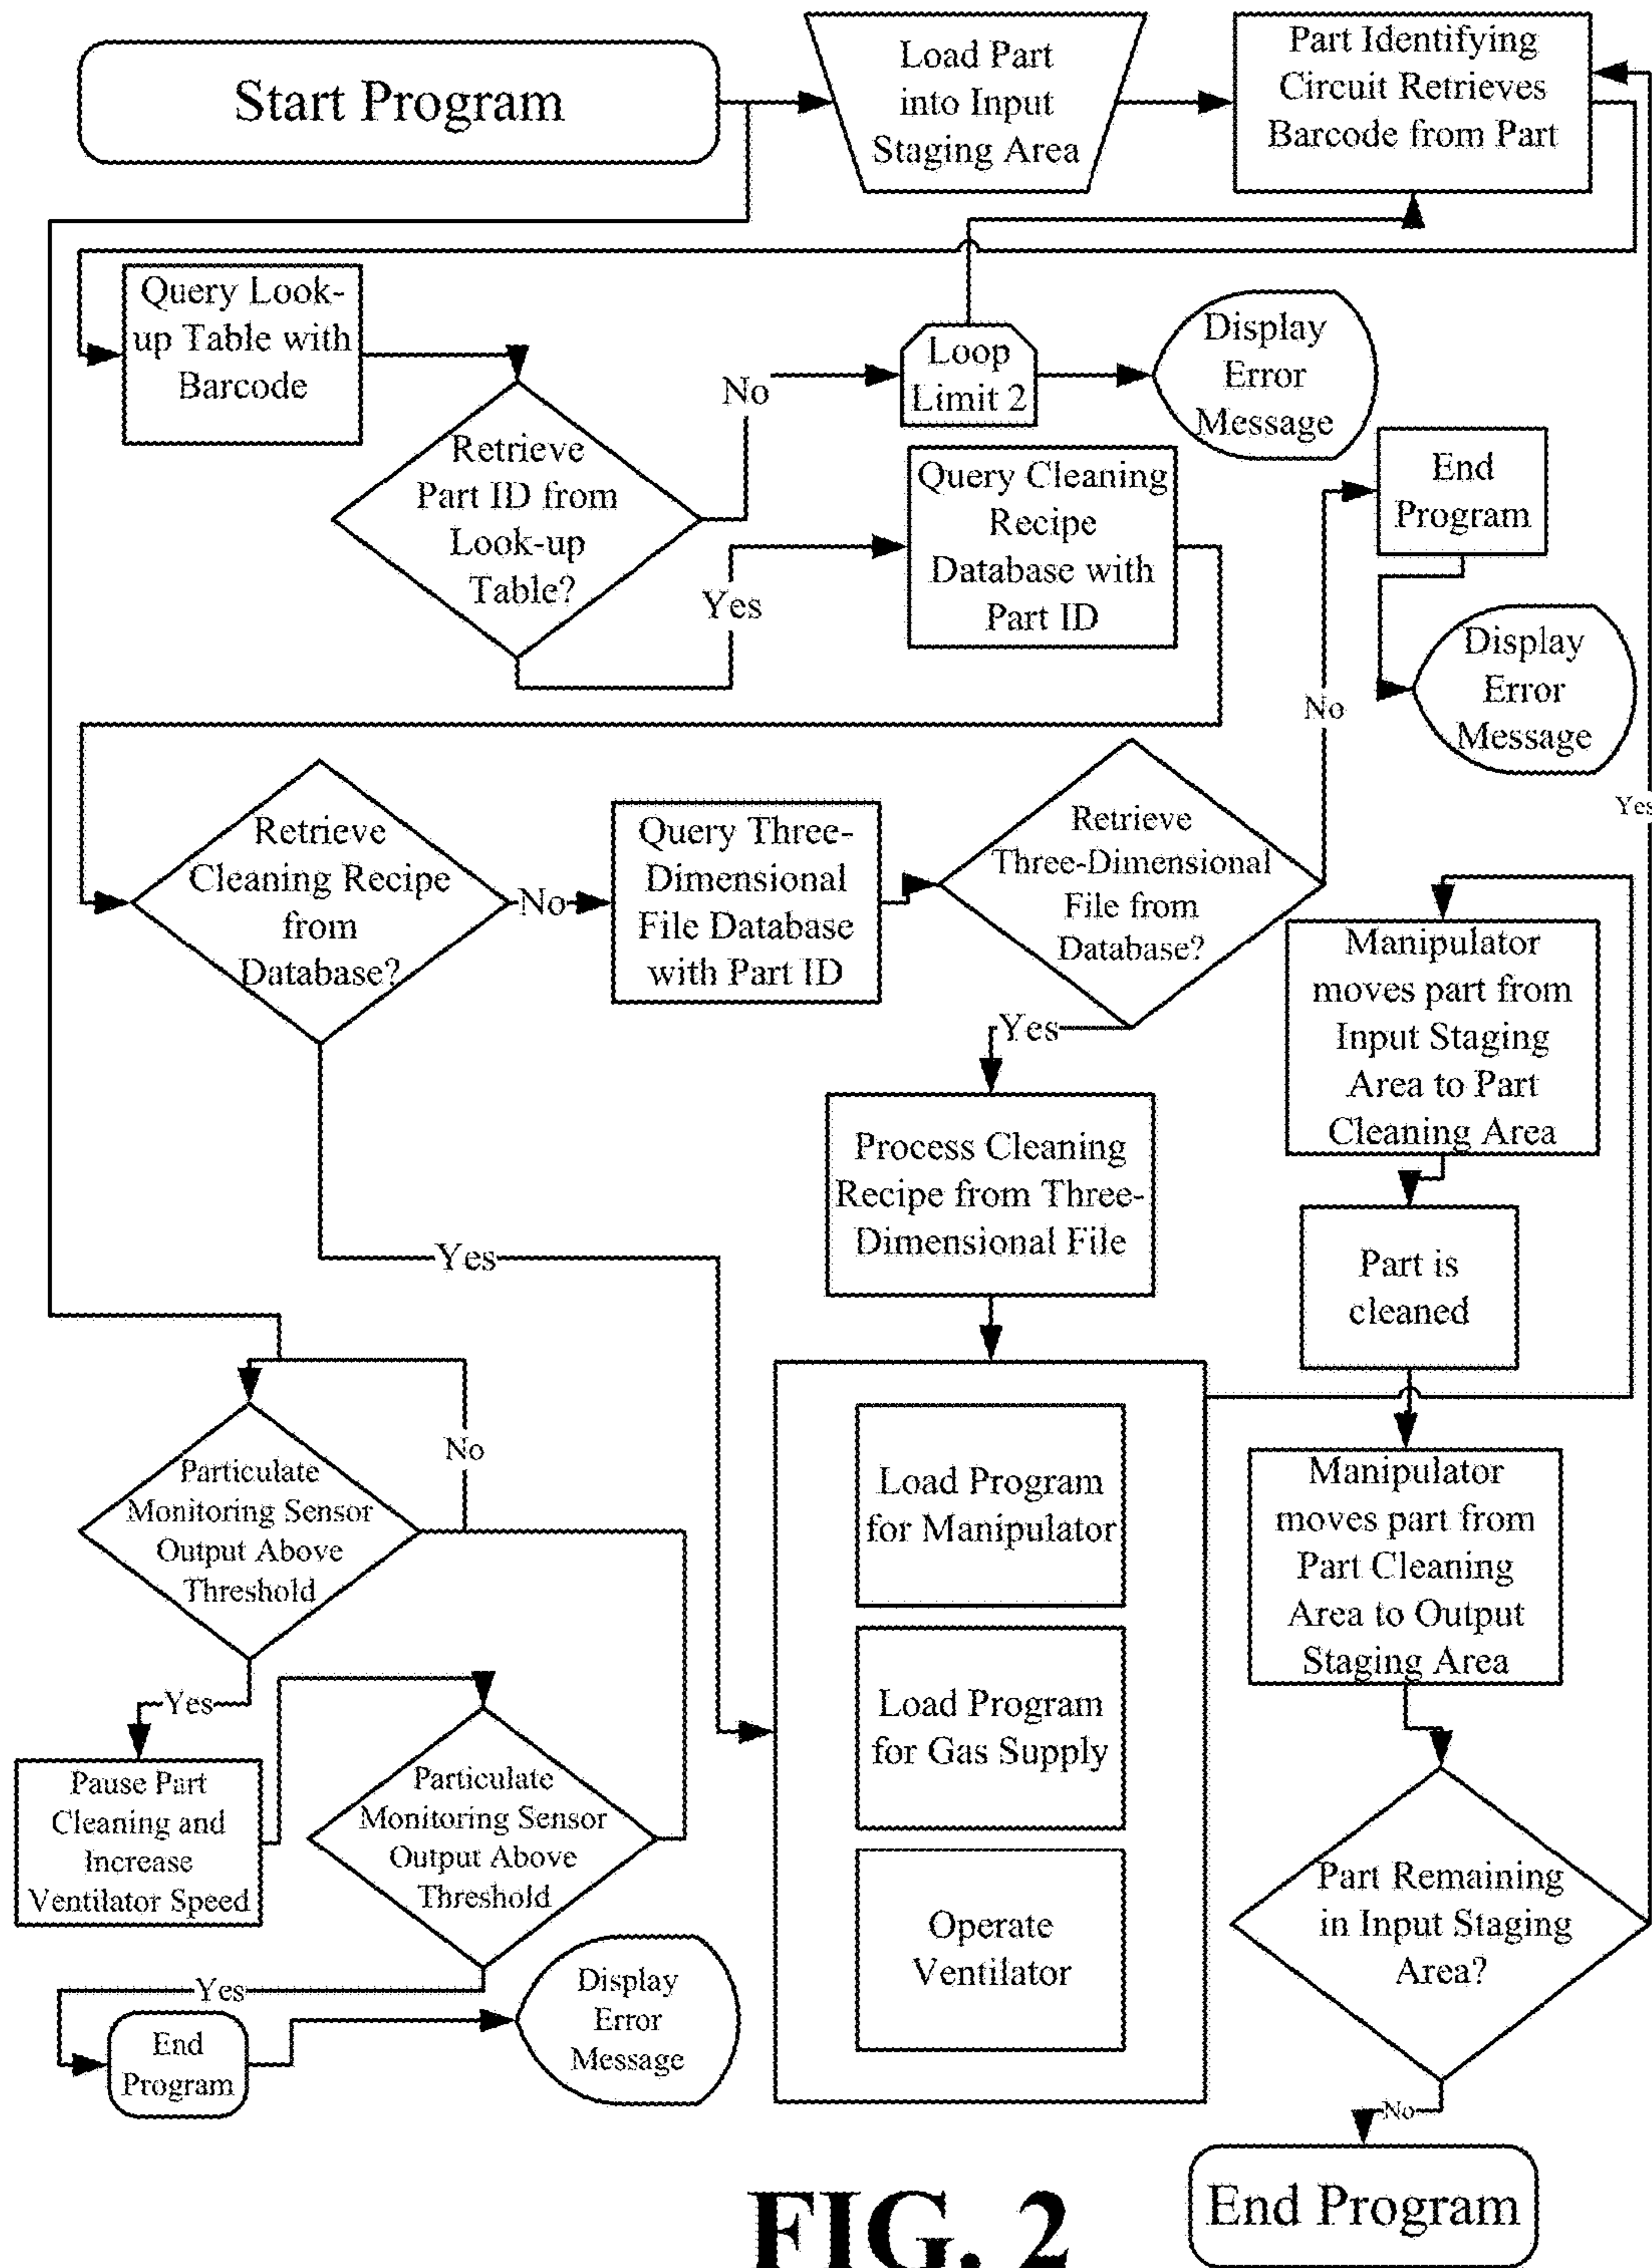 Start Program
Load Part
into Input
Staging Area
Part Identifying
Circuit Retrieves
Barcode from Part
Query Look-
up Table with
Barcode
Retrieve
Part ID from
Look-up
Table?
No
Yes
Loop
Limit 2
Display
Error
Message
Query Cleaning
Recipe
Database with
Part ID
End
Program
Display
Error
Message
No
Yes
Retrieve
Cleaning Recipe
from
Database?
No
Query Three-
Dimensional
File Database
with Part ID
Retrieve
Three-Dimensional
File from
Database?
Yes
Manipulator
moves part from
Input Staging
Area to Part
Cleaning Area
Process Cleaning
Recipe from Three-
Dimensional File
Part is
cleaned
Yes
No
Particulate
Monitoring Sensor
Output Above
Threshold
Yes
Pause Part
Cleaning and
Increase
Ventilator Speed
Particulate
Monitoring Sensor
Output Above
Threshold
Yes
End
Program
Display
Error
Message
Load Program
for Manipulator
Load Program
for Gas Supply
Operate
Ventilator
Manipulator
moves part from
Part Cleaning
Area to Output
Staging Area
Part Remaining
in Input Staging
Area?
No
End Program
FIG. 2